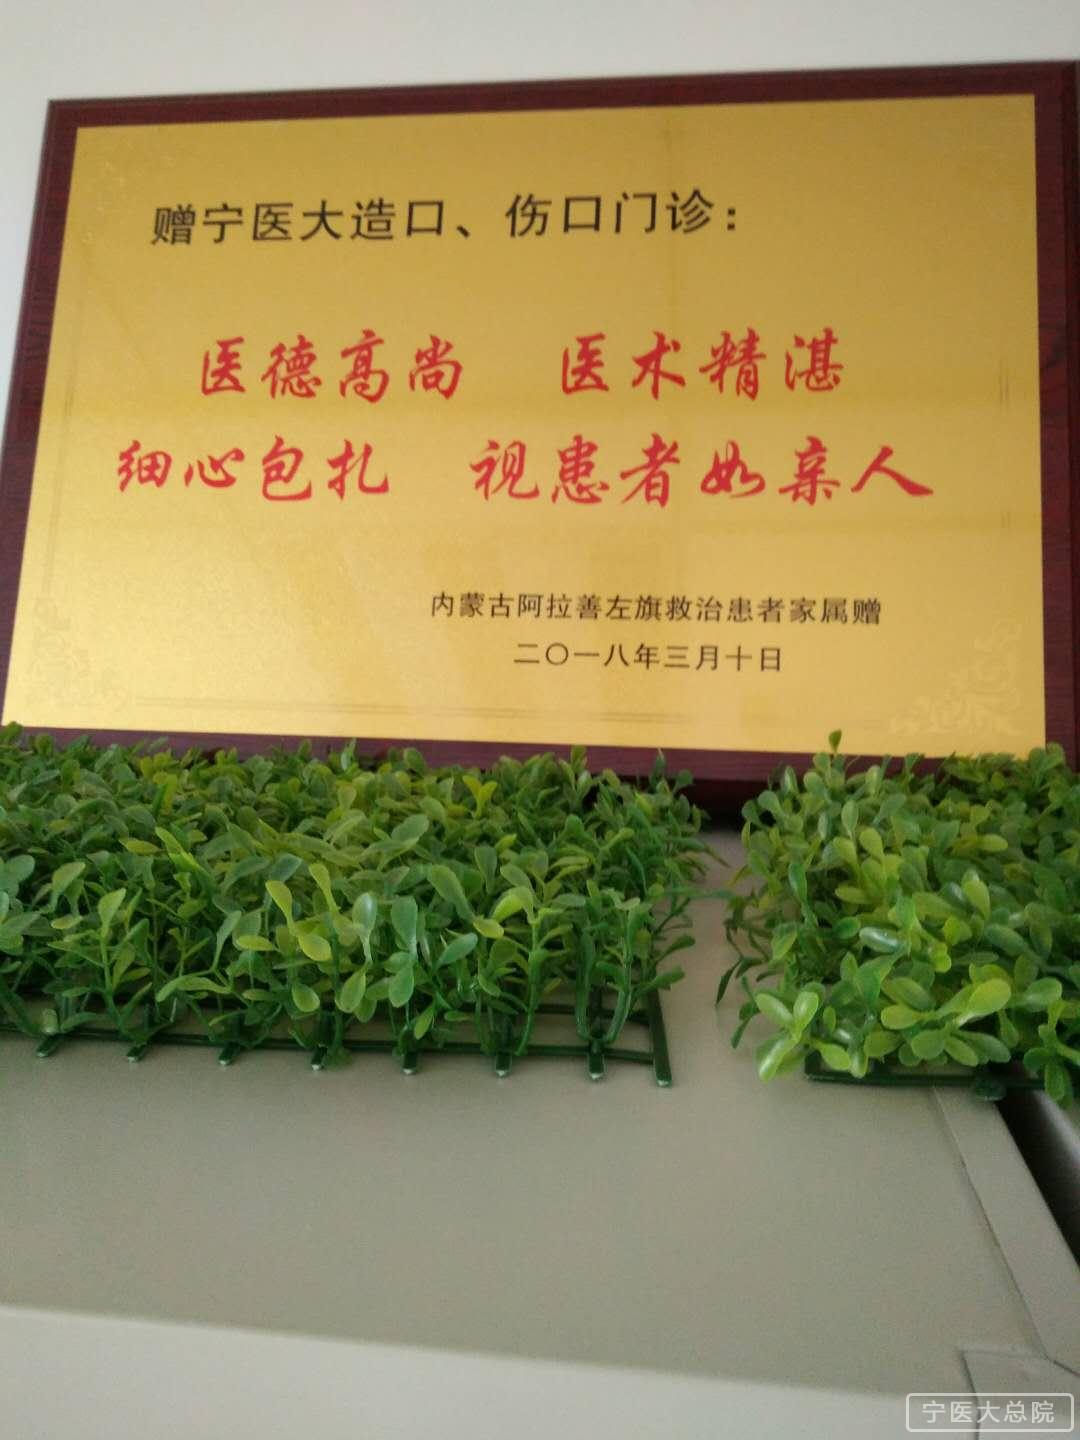 赠宁医大造口、伤口门诊：
医德高尚 医术精湛
细心包扎 视患者如亲人
内蒙古阿拉善左旗救治患者家属赠
二〇一八年三月十日
宁医大总院